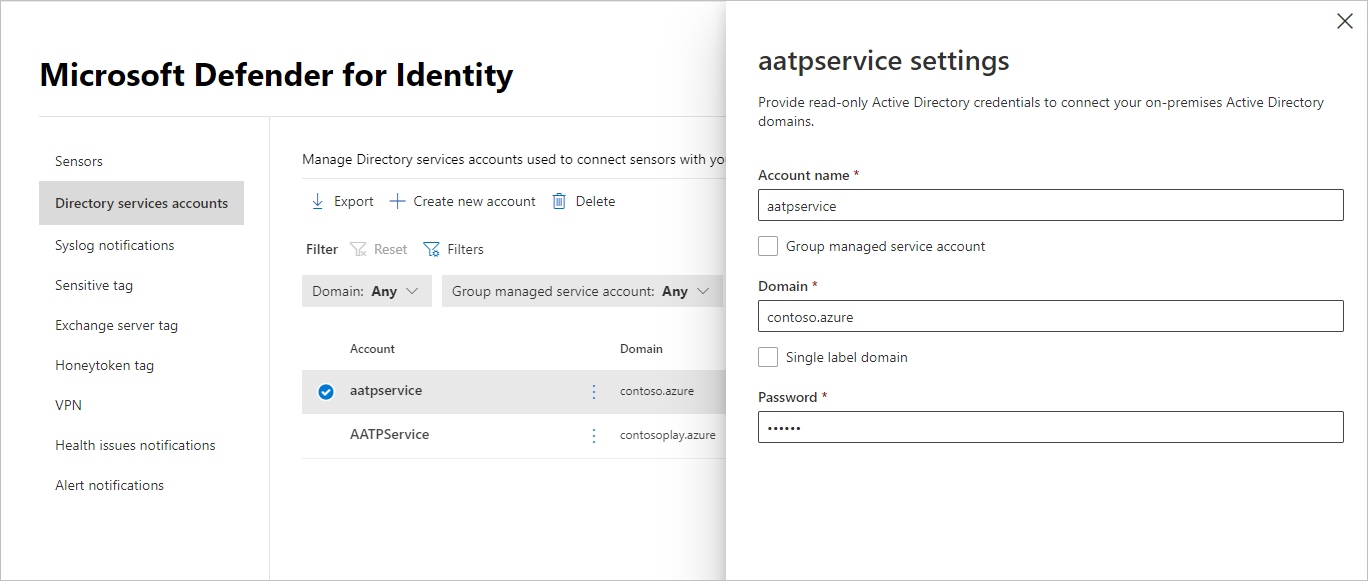 Microsoft Defender for Identity
Sensors
Directory services accounts
Syslog notifications
Sensitive tag
Exchange server tag
Honeytoken tag
VPN
Health issues notifications
Alert notifications
Manage Directory services accounts used to connect sensors with yo
Export Create new account Delete
Filter Reset Filters
Domain: Any Group managed service account: Any
Account Domain
aatpservice contoso.azure
AATPService contosoplay.azure
aatpservice settings
Provide read-only Active Directory credentials to connect your on-premises Active Directory
domains.
Account name *
aatpservice
Group managed service account
Domain *
contoso.azure
Single label domain
Password *
••••••